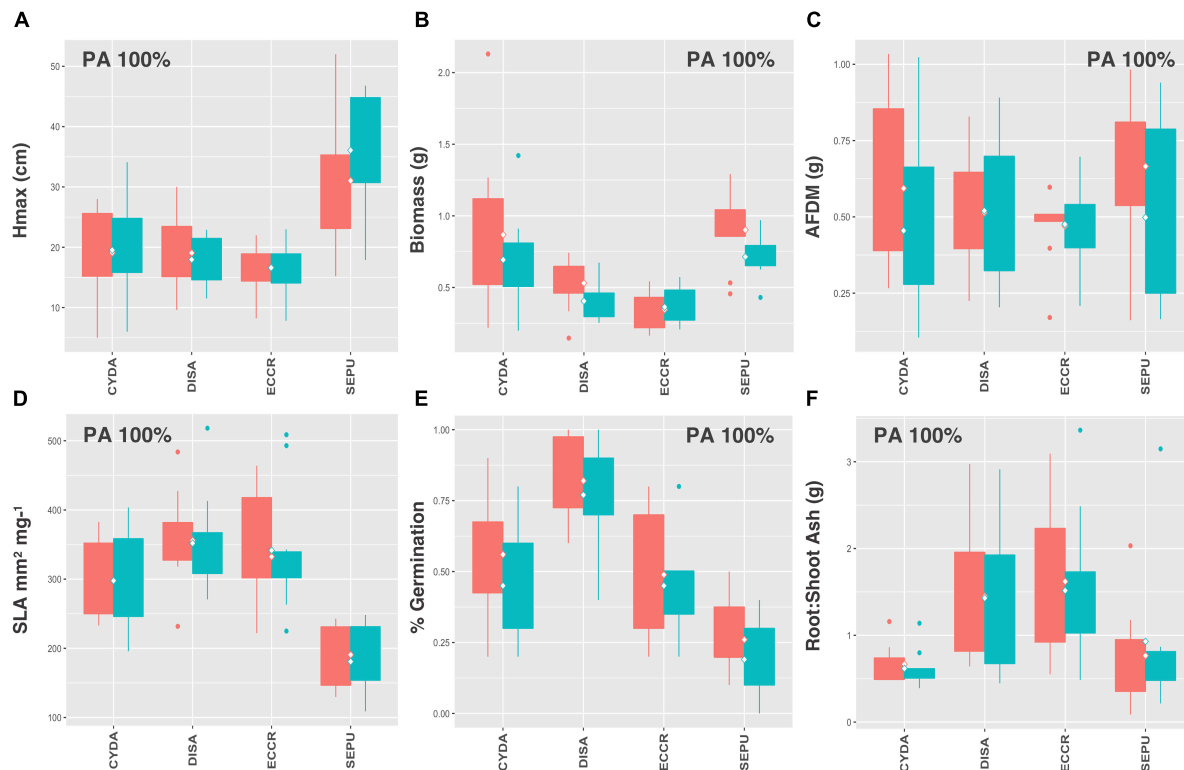 A
PA 100%
Hmax (cm)
50
40
30
20
10
CYDA
DISA
ECCR
SEPU
B
PA 100%
Biomass (g)
2.0
1.5
1.0
0.5
CYDA
DISA
ECCR
SEPU
C
PA 100%
AFDM (g)
1.00
0.75
0.50
0.25
CYDA
DISA
ECCR
SEPU
D
PA 100%
SLA mm² mg⁻¹
500
400
300
200
100
CYDA
DISA
ECCR
SEPU
E
PA 100%
% Germination
1.00
0.75
0.50
0.25
0.00
CYDA
DISA
ECCR
SEPU
F
PA 100%
Root:Shoot Ash (g)
3
2
1
0
CYDA
DISA
ECCR
SEPU